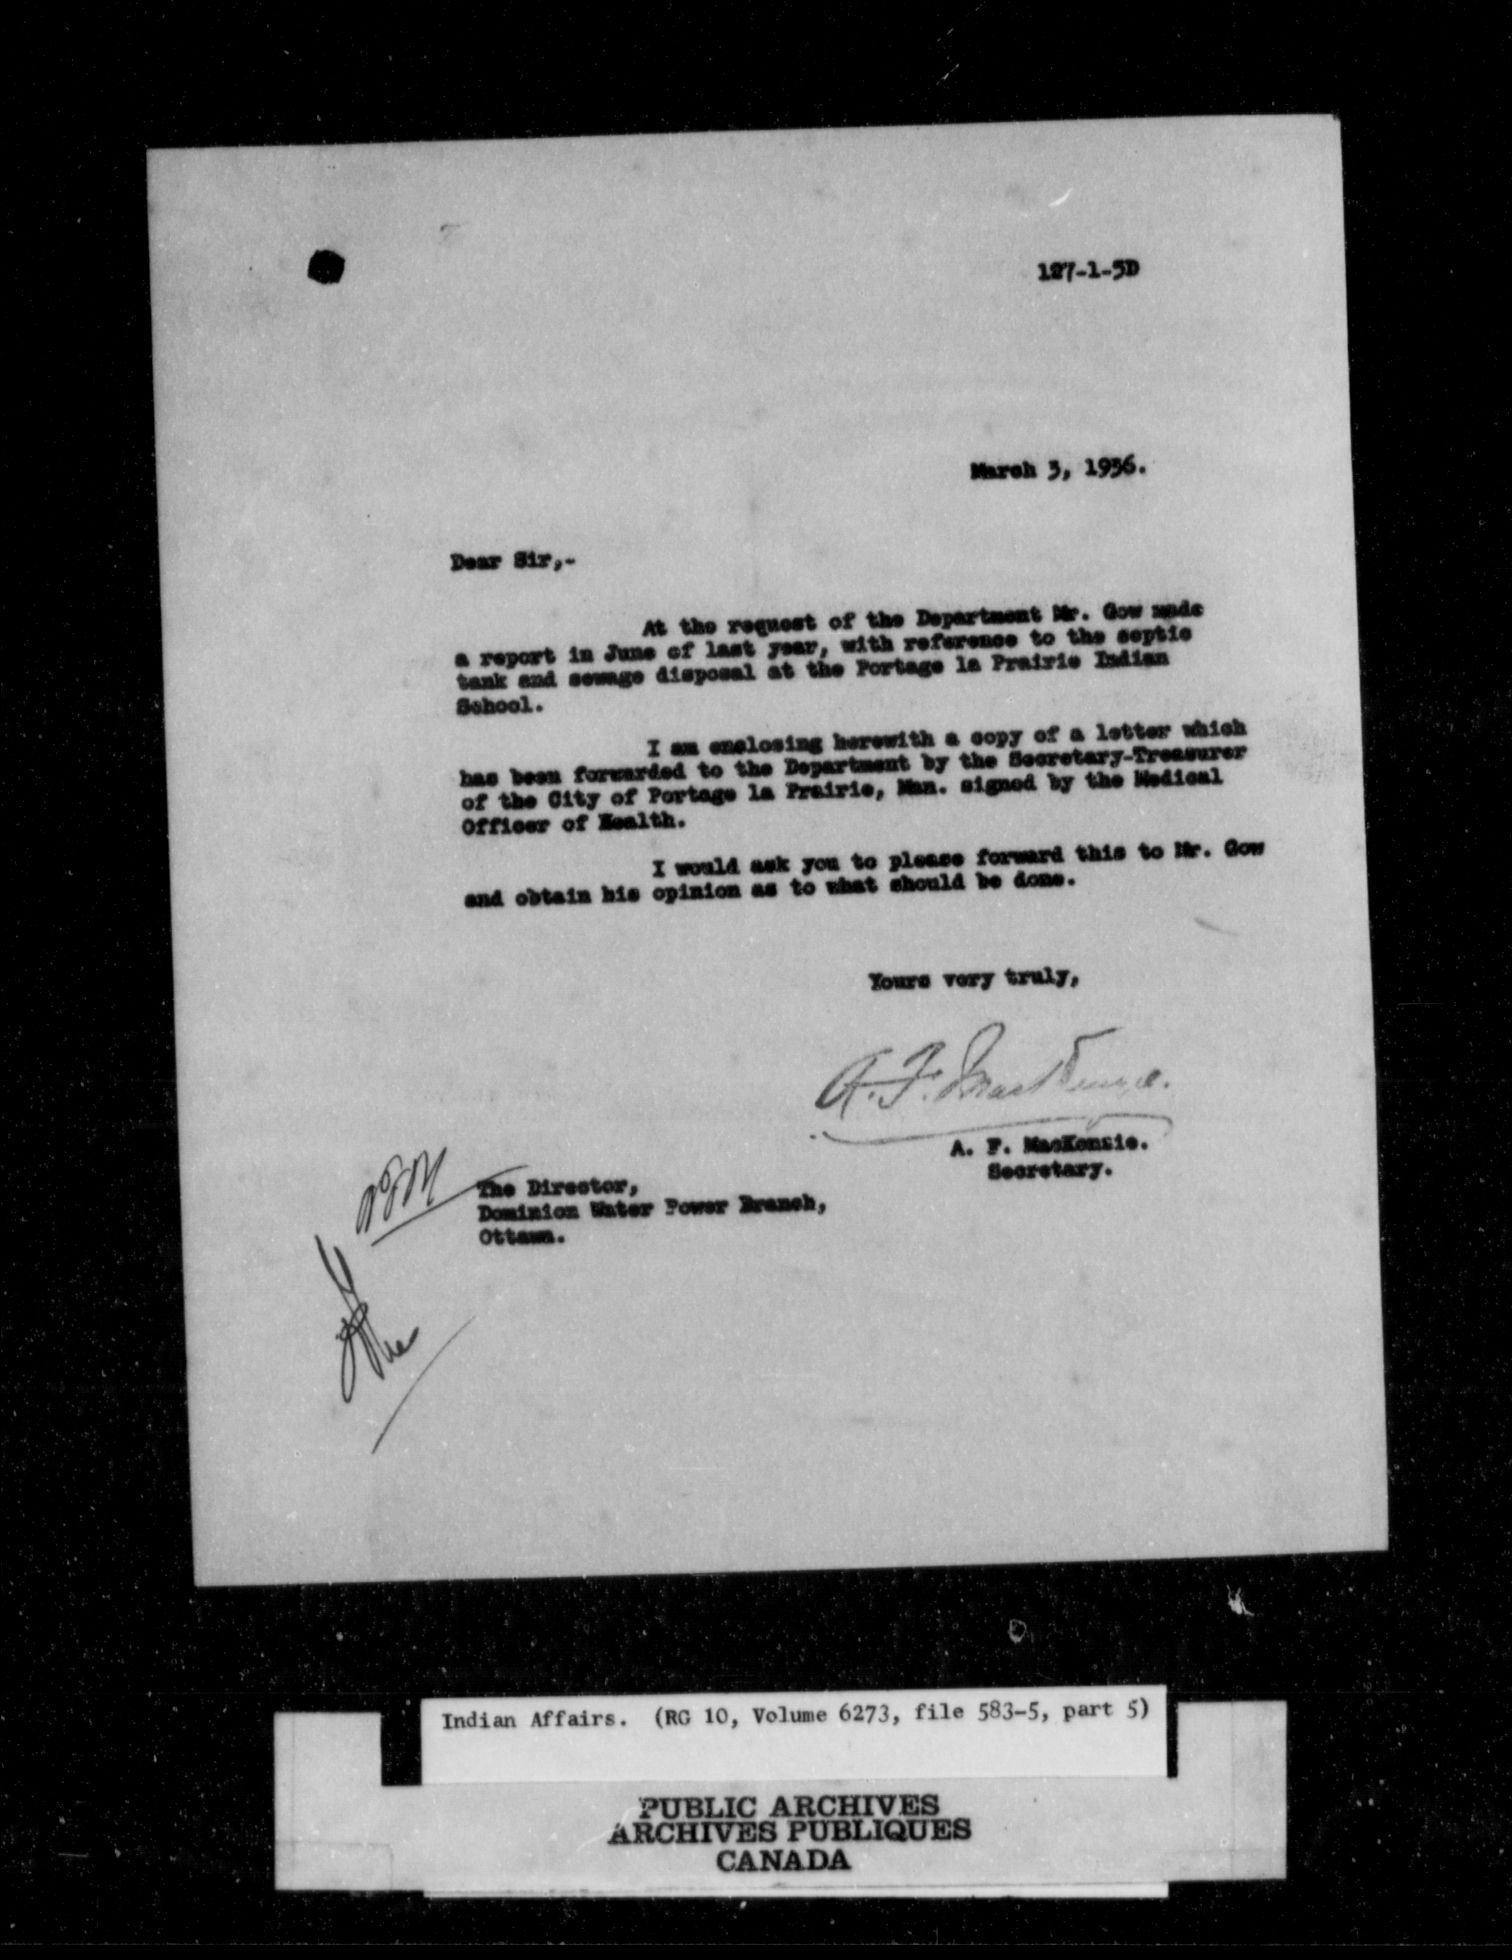 127-1-5D
March 3, 1936.
Dear Sir,-
At the request of the Department Mr. Gow made
a report in June of last year, with reference to the septic
tank and sewage disposal at the Portage la Prairie Indian
School.
I am enclosing herewith a copy of a letter which
has been forwarded to the Department by the Secretary-Treasurer
of the City of Portage la Prairie, Man. signed by the Medical
Officer of Health.
I would ask you to please forward this to Mr. Gow
and obtain his opinion as to what should be done.
Yours very truly,
A. F. MacKenzie.
A. F. MacKenzie.
Secretary.
The Director,
Dominion Water Power Branch,
Ottawa.
Indian Affairs. (RG 10, Volume 6273, file 583-5, part 5)
PUBLIC ARCHIVES
ARCHIVES PUBLIQUES
CANADA